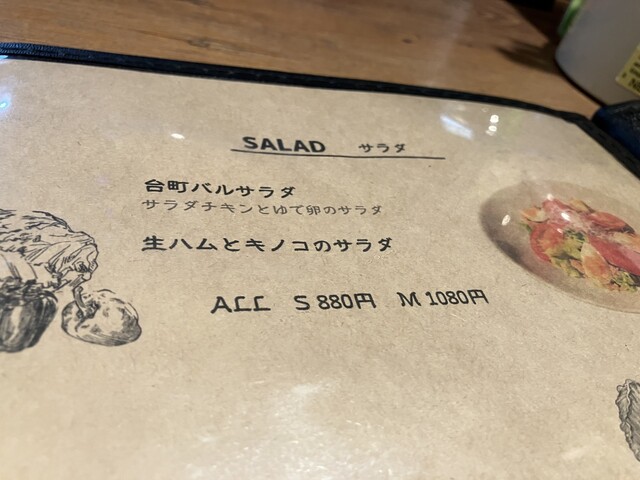 SALAD サラダ
台町バルサラダ
サラダチキンとゆで卵のサラダ
生ハムとキノコのサラダ
ALL S 880円 M 1080円